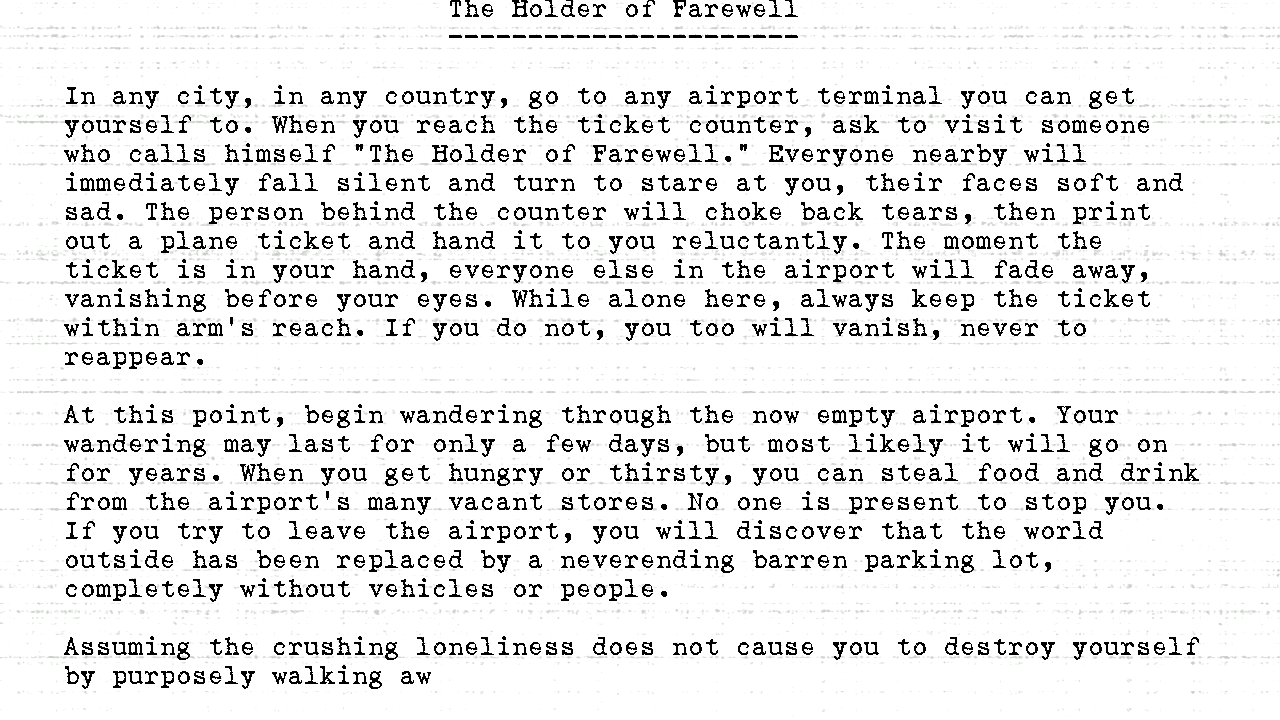 The Holder of Farewell
----------------------
In any city, in any country, go to any airport terminal you can get
yourself to. When you reach the ticket counter, ask to visit someone
who calls himself "The Holder of Farewell." Everyone nearby will
immediately fall silent and turn to stare at you, their faces soft and
sad. The person behind the counter will choke back tears, then print
out a plane ticket and hand it to you reluctantly. The moment the
ticket is in your hand, everyone else in the airport will fade away,
vanishing before your eyes. While alone here, always keep the ticket
within arm's reach. If you do not, you too will vanish, never to
reappear.
At this point, begin wandering through the now empty airport. Your
wandering may last for only a few days, but most likely it will go on
for years. When you get hungry or thirsty, you can steal food and drink
from the airport's many vacant stores. No one is present to stop you.
If you try to leave the airport, you will discover that the world
outside has been replaced by a neverending barren parking lot,
completely without vehicles or people.
Assuming the crushing loneliness does not cause you to destroy yourself
by purposely walking aw